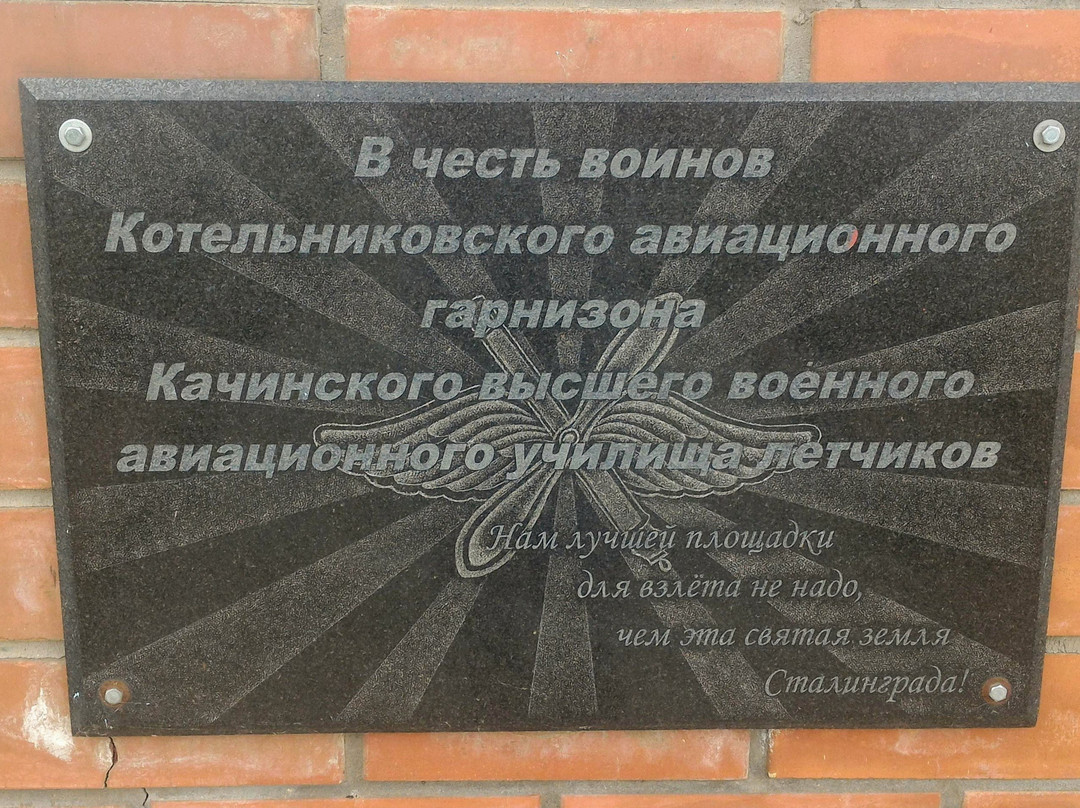 В честь воинов
Котельниковского авиационного
гарнизона
Качинского высшего военного
авиационного училища летчиков
Нам лучшей площадки
для взлёта не надо,
чем эта святая земля
Сталинграда!